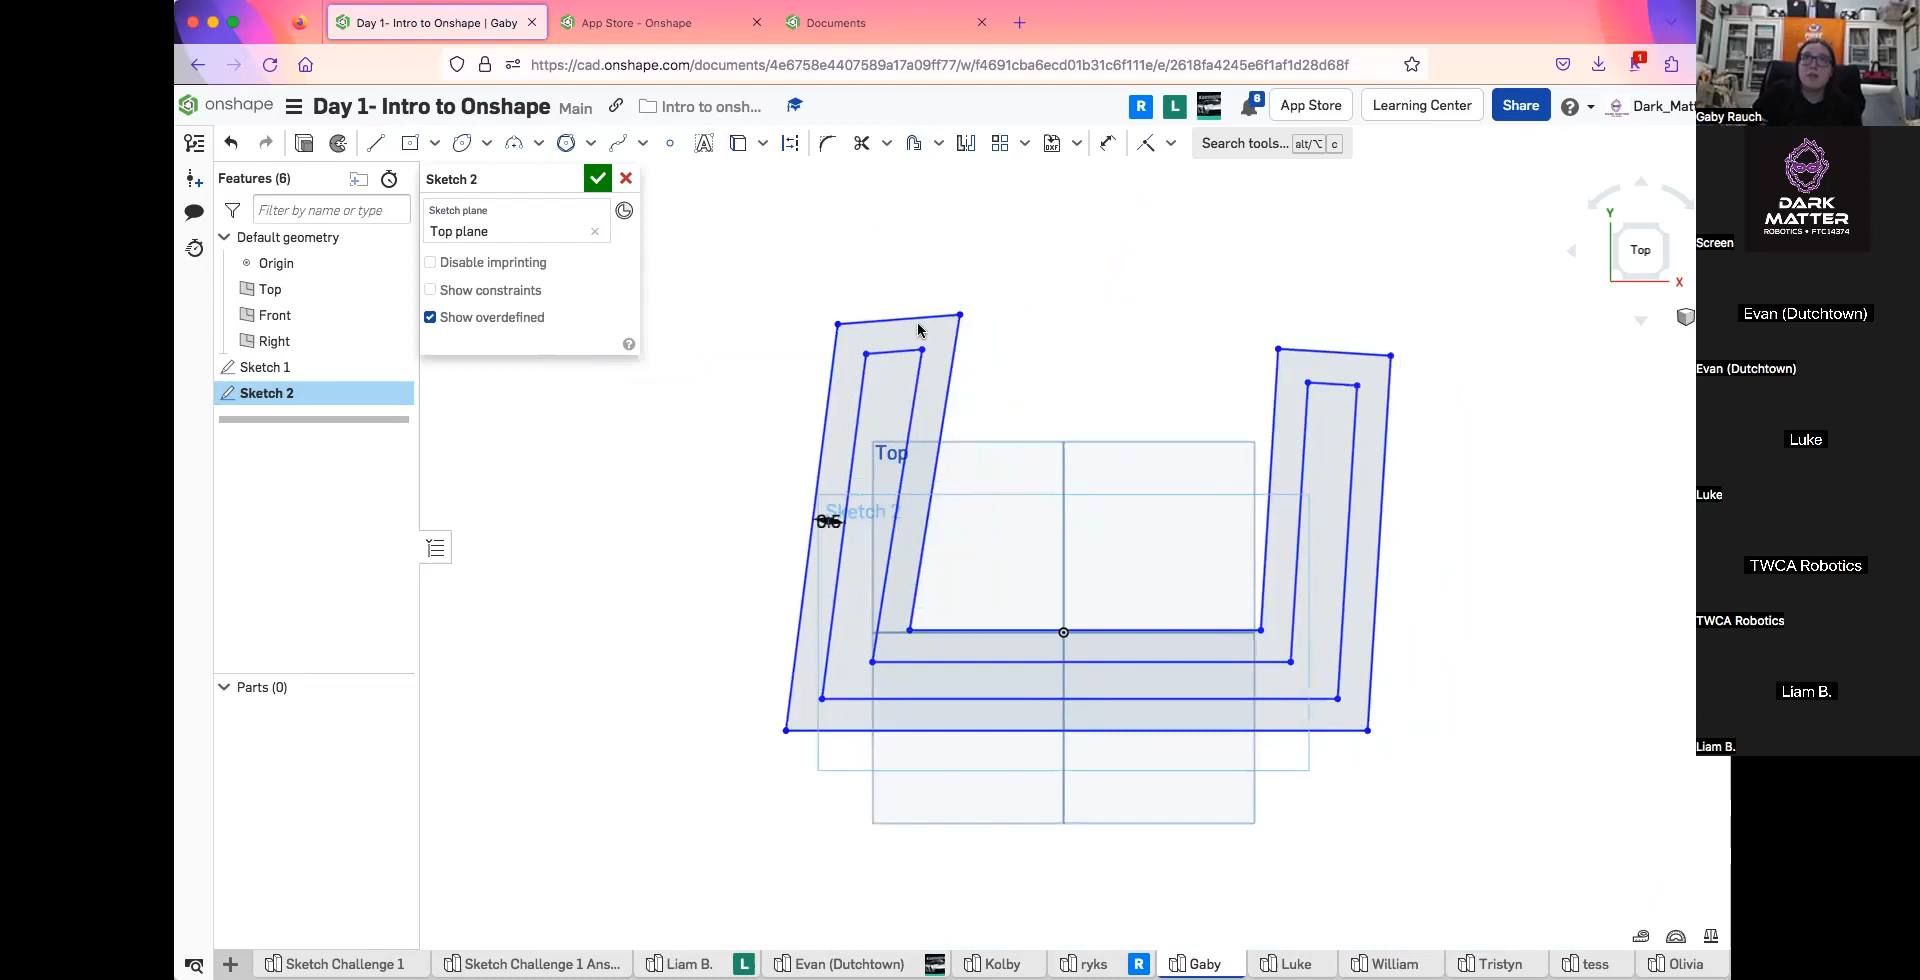 Day 1- Intro to Onshape | Gaby
App Store - Onshape
Documents
https://cad.onshape.com/documents/4e6758e4407589a17a09ff77/w/f4691cba6ecd01b31c6f111e/e/2618fa4245e6f1af1d28d68f
1
onshape
Day 1- Intro to Onshape
Main
Intro to onsh...
R
L
6
App Store
Learning Center
Share
Dark_Matt
Gaby Rauch
Search tools...
alt/⌥
c
Features (6)
Filter by name or type
Default geometry
Origin
Top
Front
Right
Sketch 1
Sketch 2
Parts (0)
Sketch 2
Sketch plane
Top plane
Disable imprinting
Show constraints
Show overdefined
Top
Sketch 2
Y
Top
X
DARK
MATTER
ROBOTICS • FTC14374
Screen
Evan (Dutchtown)
Evan (Dutchtown)
Luke
Luke
TWCA Robotics
TWCA Robotics
Liam B.
Liam B.
Sketch Challenge 1
Sketch Challenge 1 Ans...
Liam B.
L
Evan (Dutchtown)
Kolby
ryks
R
Gaby
Luke
William
Tristyn
tess
Olivia